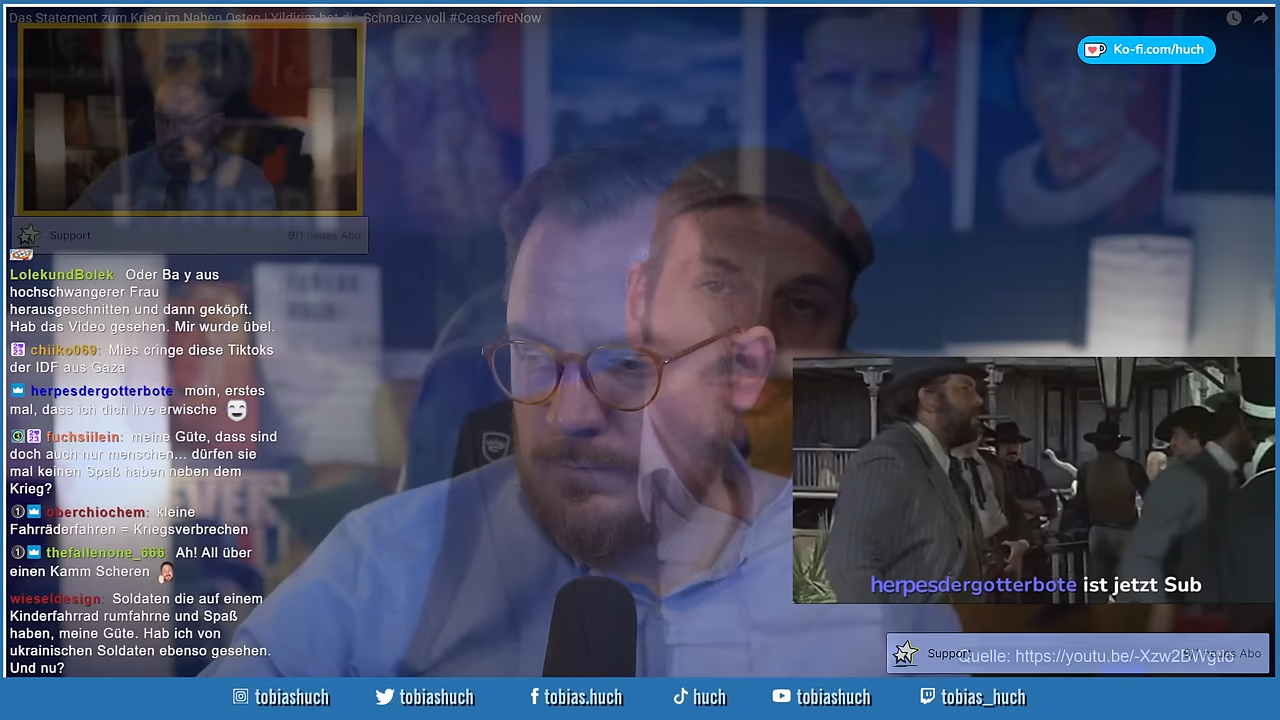 Das Statement zum Krieg im Nahen Osten | Yildirim hat die Schnauze voll #CeasefireNow
Ko-fi.com/huch
Support 9/1 neues Abo
LolekundBolek Oder Ba y aus
hochschwangerer Frau
herausgeschnitten und dann geköpft.
Hab das Video gesehen. Mir wurde übel.
chiiko069: Mies cringe diese Tiktoks
der IDF aus Gaza
herpesdergotterbote: moin, erstes
mal, dass ich dich live erwische
fuchsiilein: meine Güte, dass sind
doch auch nur menschen... dürfen sie
mal keinen Spaß haben neben dem
Krieg?
oberchiochem: kleine
Fahrräderfahren = Kriegsverbrechen
thefallenone_666: Ah! All über
einen Kamm Scheren
wieseldesign: Soldaten die auf einem
Kinderfahrrad rumfahrne und Spaß
haben, meine Güte. Hab ich von
ukrainischen Soldaten ebenso gesehen.
Und nu?
herpesdergotterbote ist jetzt Sub
Support
Quelle: https://youtu.be/
Abo
tobiashuch tobiashuch tobias.huch huch tobiashuch tobias_huch